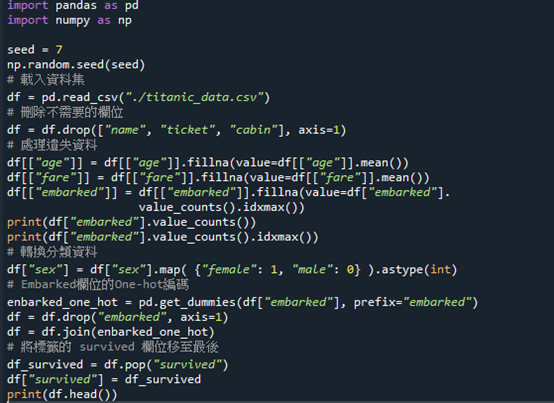 import pandas as pd
import numpy as np
seed = 7
np.random.seed(seed)
# 載入資料集
df = pd.read_csv("./titanic_data.csv")
# 刪除不需要的欄位
df = df.drop(["name", "ticket", "cabin"], axis=1)
# 處理遺失資料
df[["age"]] = df[["age"]].fillna(value=df[["age"]].mean())
df[["fare"]] = df[["fare"]].fillna(value=df[["fare"]].mean())
df[["embarked"]] = df[["embarked"]].fillna(value=df["embarked"].
value_counts().idxmax())
print(df["embarked"].value_counts())
print(df["embarked"].value_counts().idxmax())
# 轉換分類資料
df["sex"] = df["sex"].map( {"female": 1, "male": 0} ).astype(int)
# Embarked欄位的One-hot編碼
enbarked_one_hot = pd.get_dummies(df["embarked"], prefix="embarked")
df = df.drop("embarked", axis=1)
df = df.join(enbarked_one_hot)
# 將標籤的 survived 欄位移至最後
df_survived = df.pop("survived")
df["survived"] = df_survived
print(df.head())